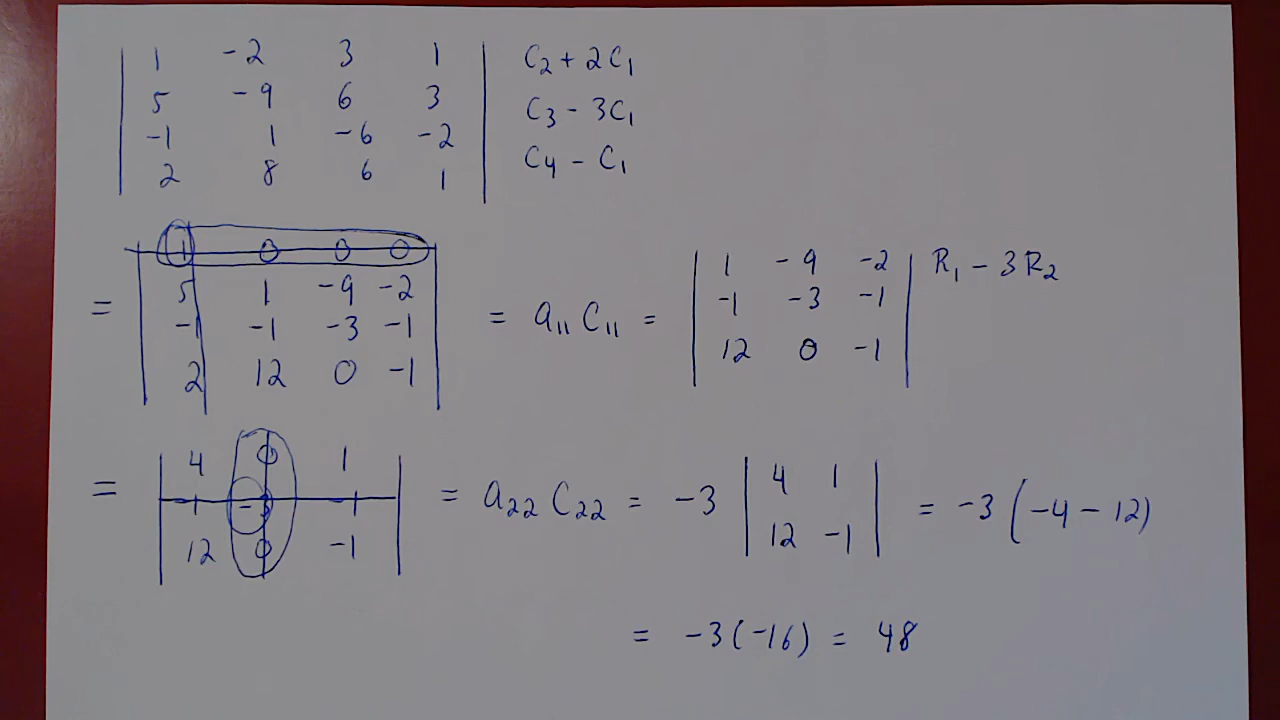 | 1 -2 3 1 | C₂ + 2C₁
| 5 -9 6 3 | C₃ - 3C₁
| -1 1 -6 -2 | C₄ - C₁
| 2 8 6 1 |
= | 1 0 0 0 |
| 5 1 -9 -2 |
| -1 -1 -3 -1 |
| 2 12 0 -1 |
= a₁₁ C₁₁ = | 1 -9 -2 | R₁ - 3R₂
| -1 -3 -1 |
| 12 0 -1 |
= | 4 0 1 |
| -1 -3 -1 |
| 12 0 -1 |
= a₂₂ C₂₂ = -3 | 4 1 | = -3 (-4 - 12)
| 12 -1 |
= -3(-16) = 48